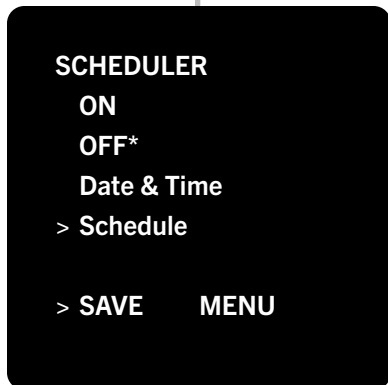 SCHEDULER
ON
OFF*
Date & Time
> Schedule
> SAVE MENU